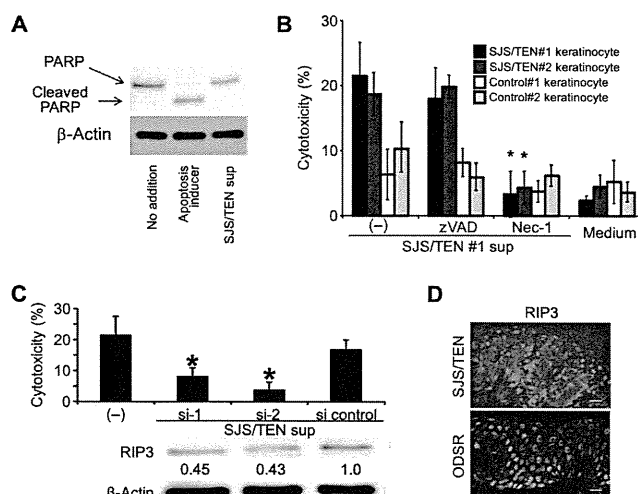 A
PARP
Cleaved
PARP
β-Actin
No addition
Apoptosis
inducer
SJS/TEN sup
B
Cytotoxicity (%)
30
20
10
0
SJS/TEN#1 keratinocyte
SJS/TEN#2 keratinocyte
Control#1 keratinocyte
Control#2 keratinocyte
* *
(−) zVAD Nec-1 Medium
SJS/TEN #1 sup
C
Cytotoxicity (%)
30
20
10
0
* *
(−) si-1 si-2 si control
SJS/TEN sup
RIP3
0.45 0.43 1.0
β-Actin
D
RIP3
SJS/TEN
ODSR